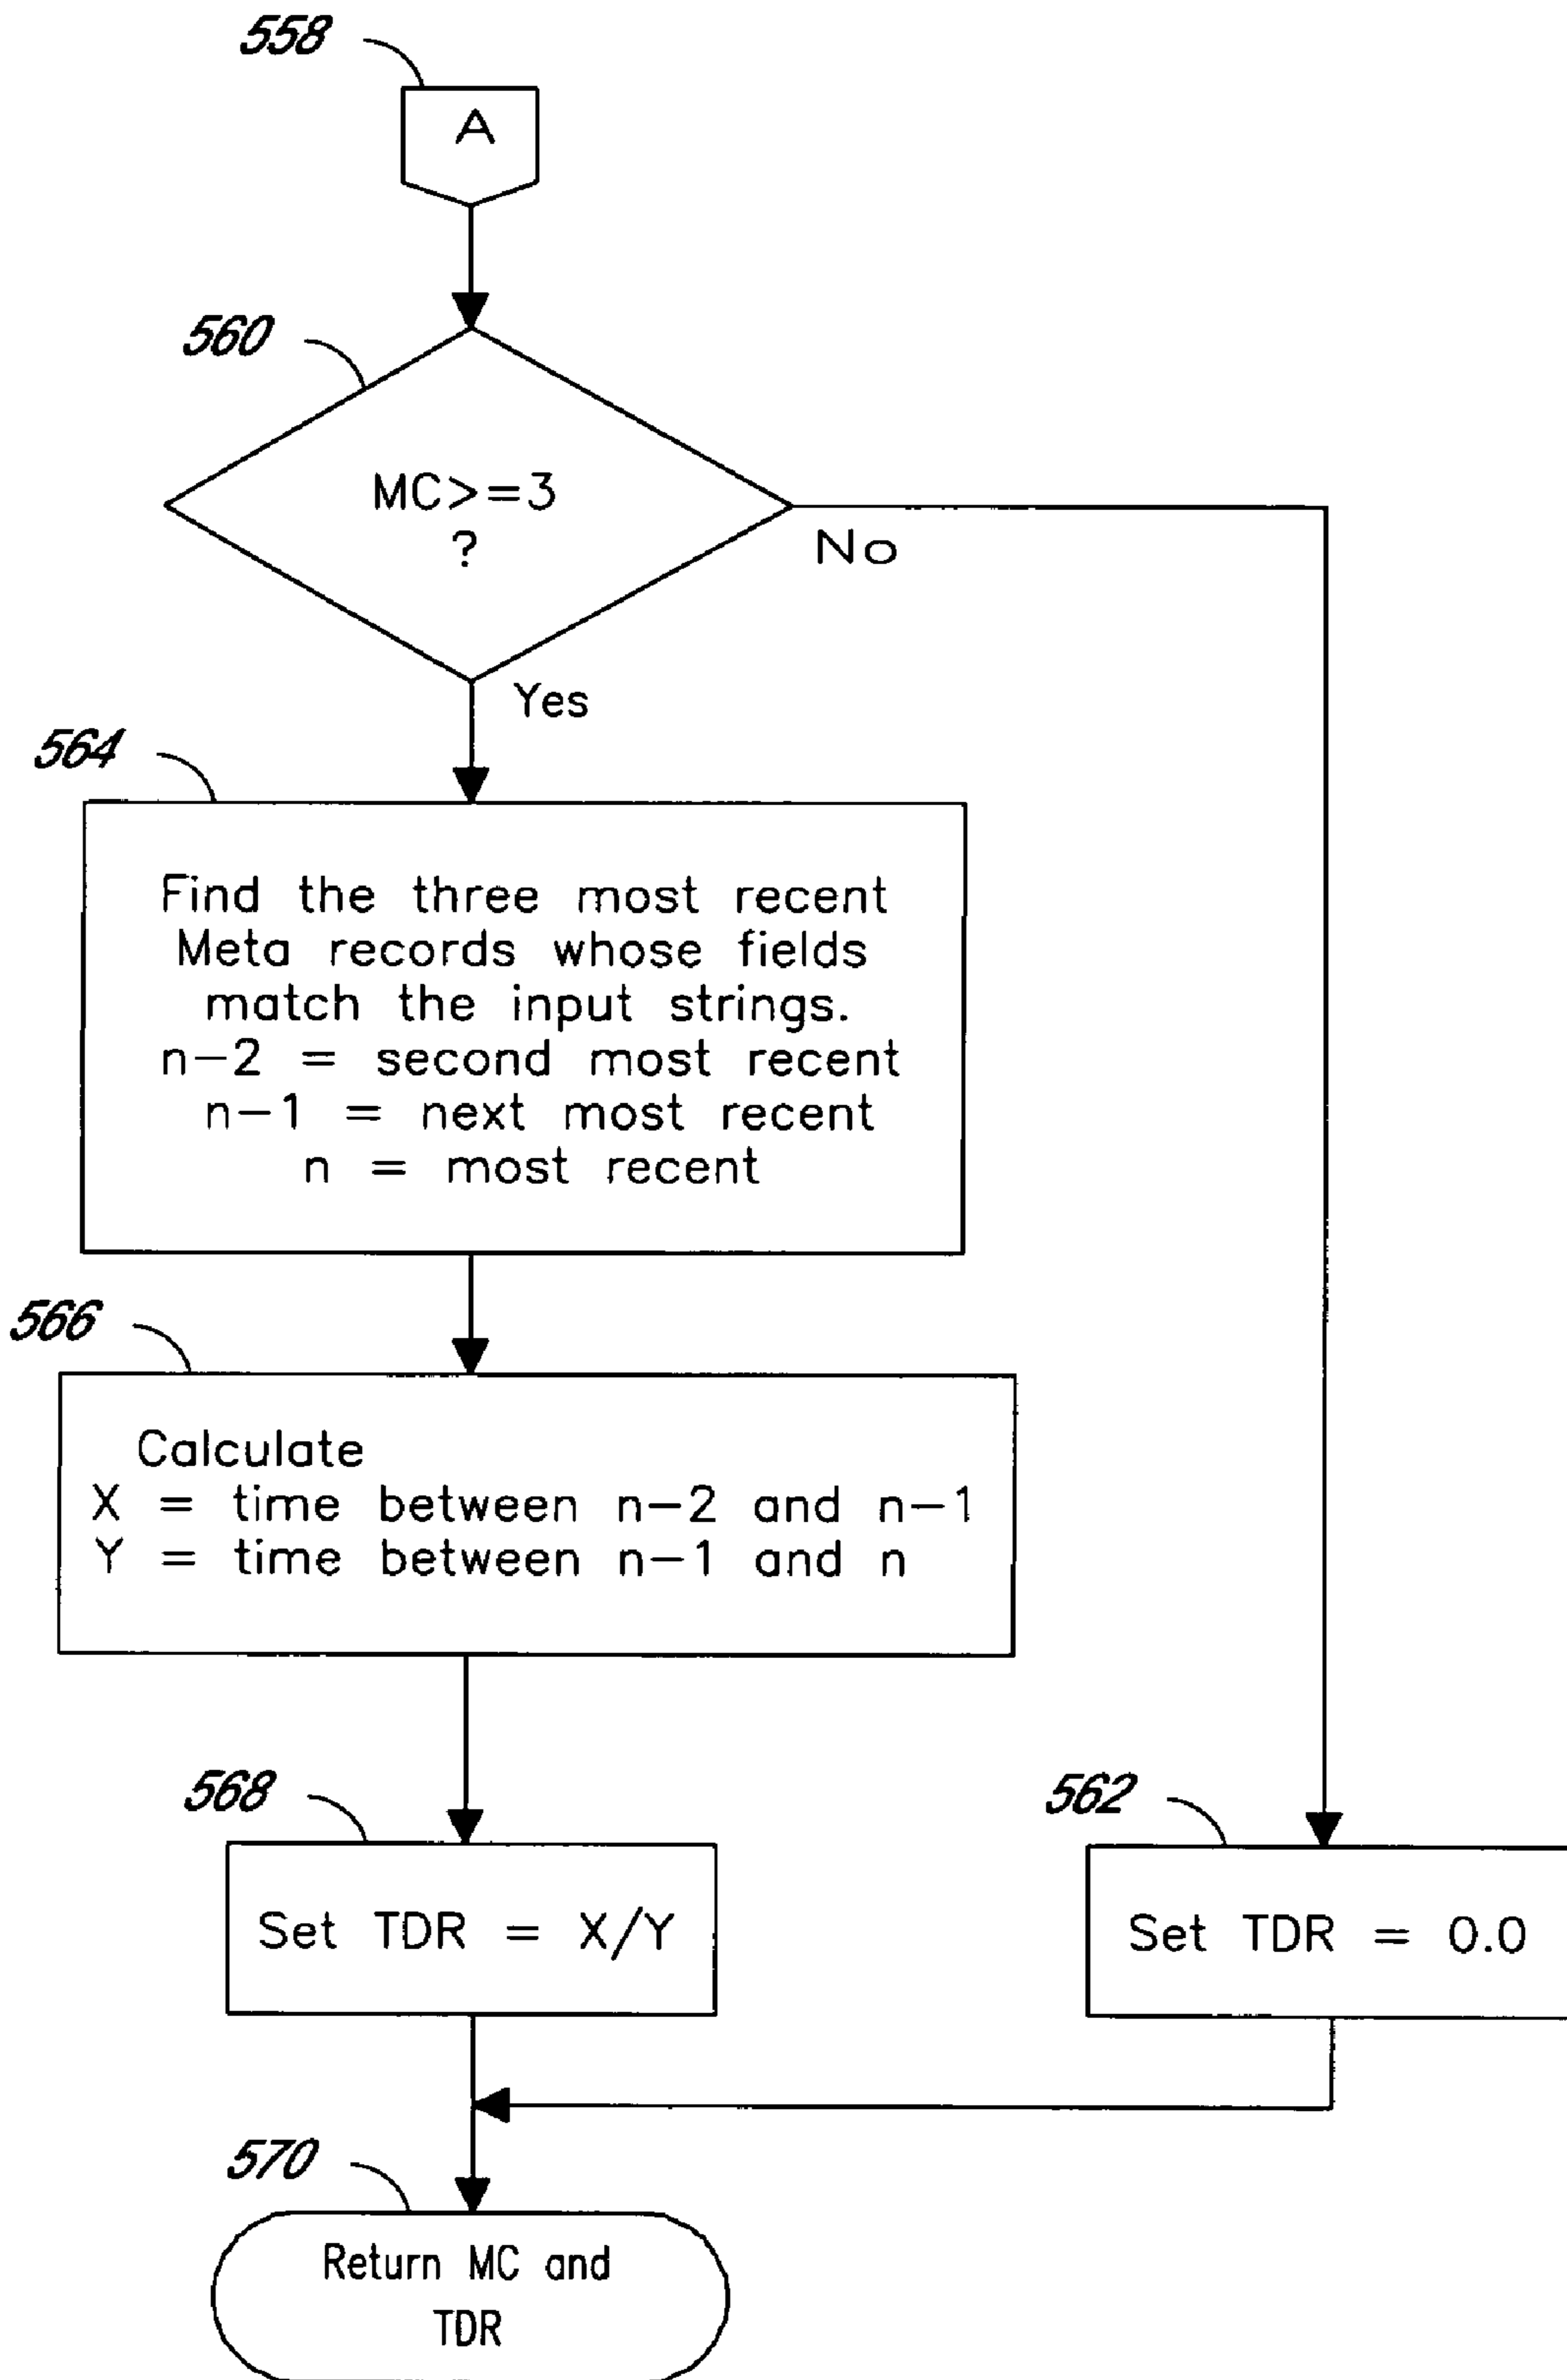 558
A
560
MC>=3
?
No
Yes
564
Find the three most recent
Meta records whose fields
match the input strings.
n-2 = second most recent
n-1 = next most recent
n = most recent
566
Calculate
X = time between n-2 and n-1
Y = time between n-1 and n
568
Set TDR = X/Y
562
Set TDR = 0.0
570
Return MC and
TDR